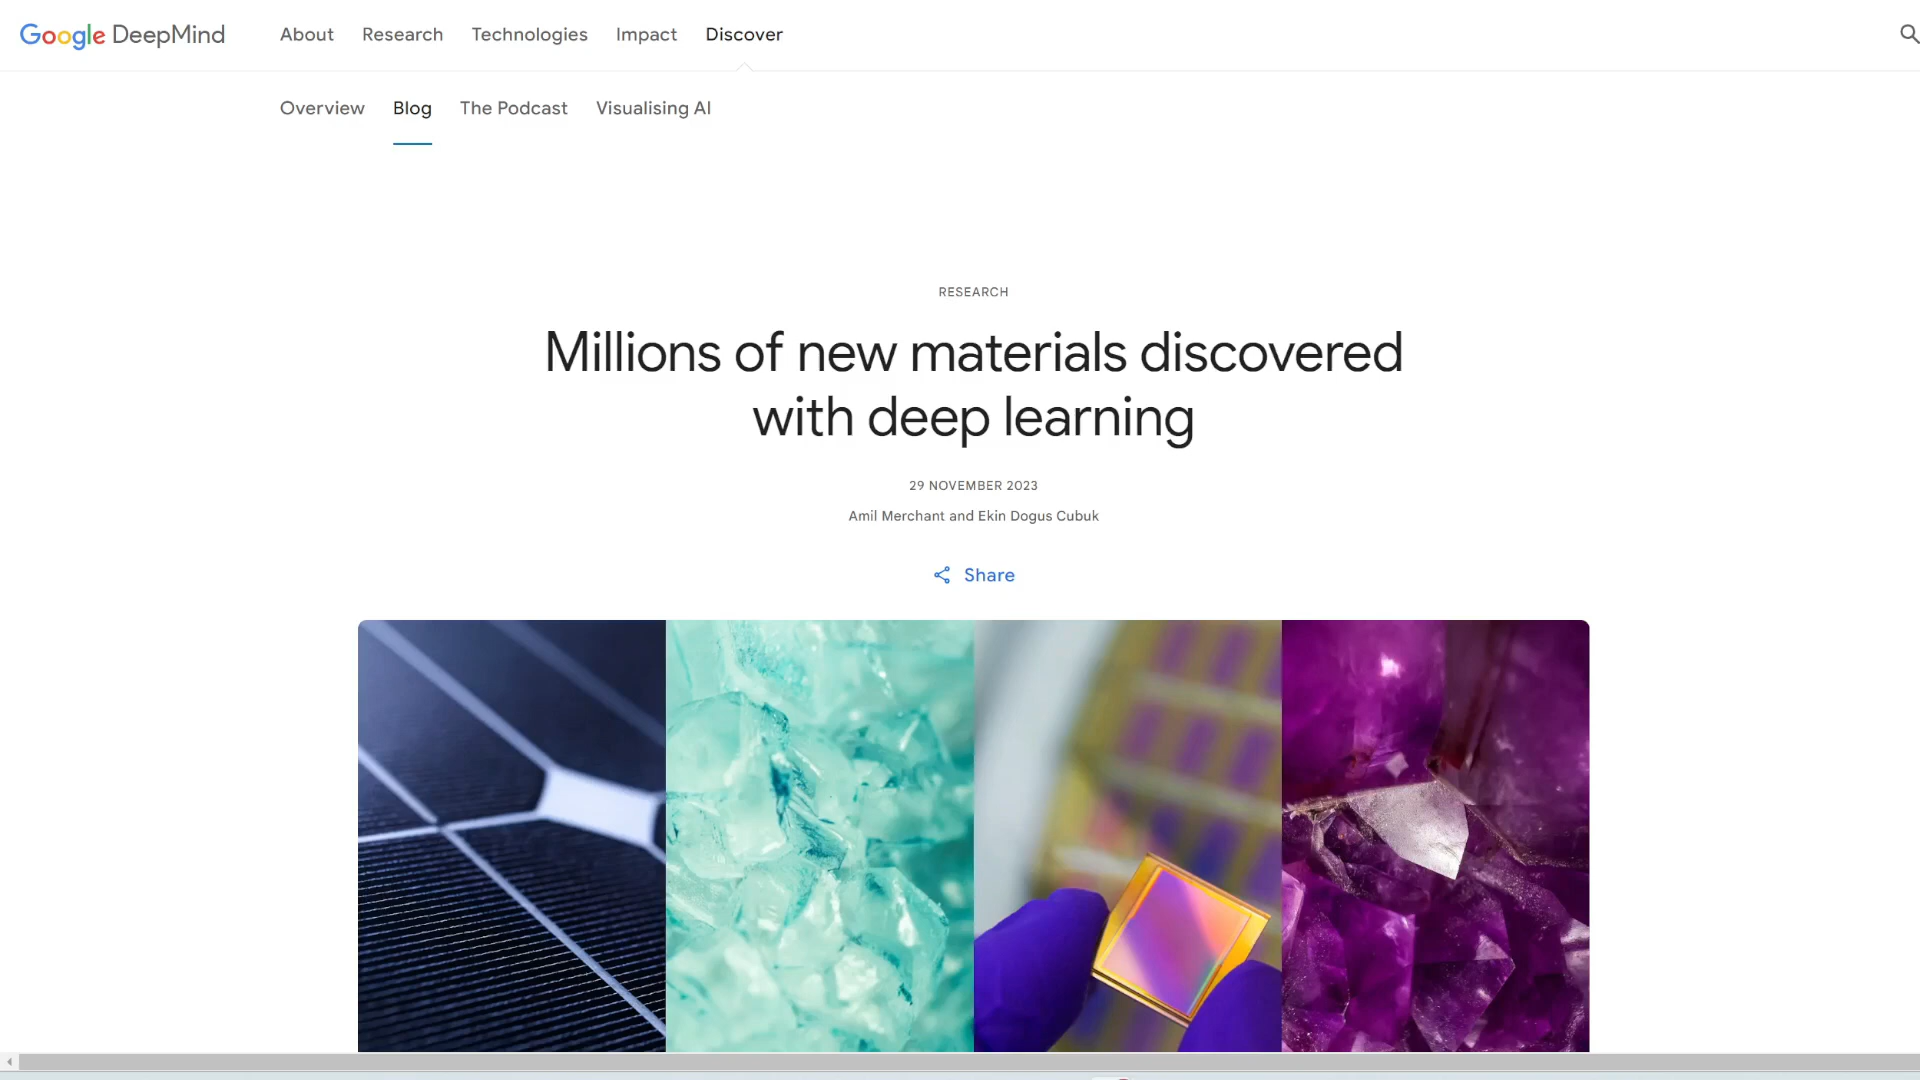 Google DeepMind
About
Research
Technologies
Impact
Discover
Overview
Blog
The Podcast
Visualising AI
RESEARCH
Millions of new materials discovered
with deep learning
29 NOVEMBER 2023
Amil Merchant and Ekin Dogus Cubuk
Share